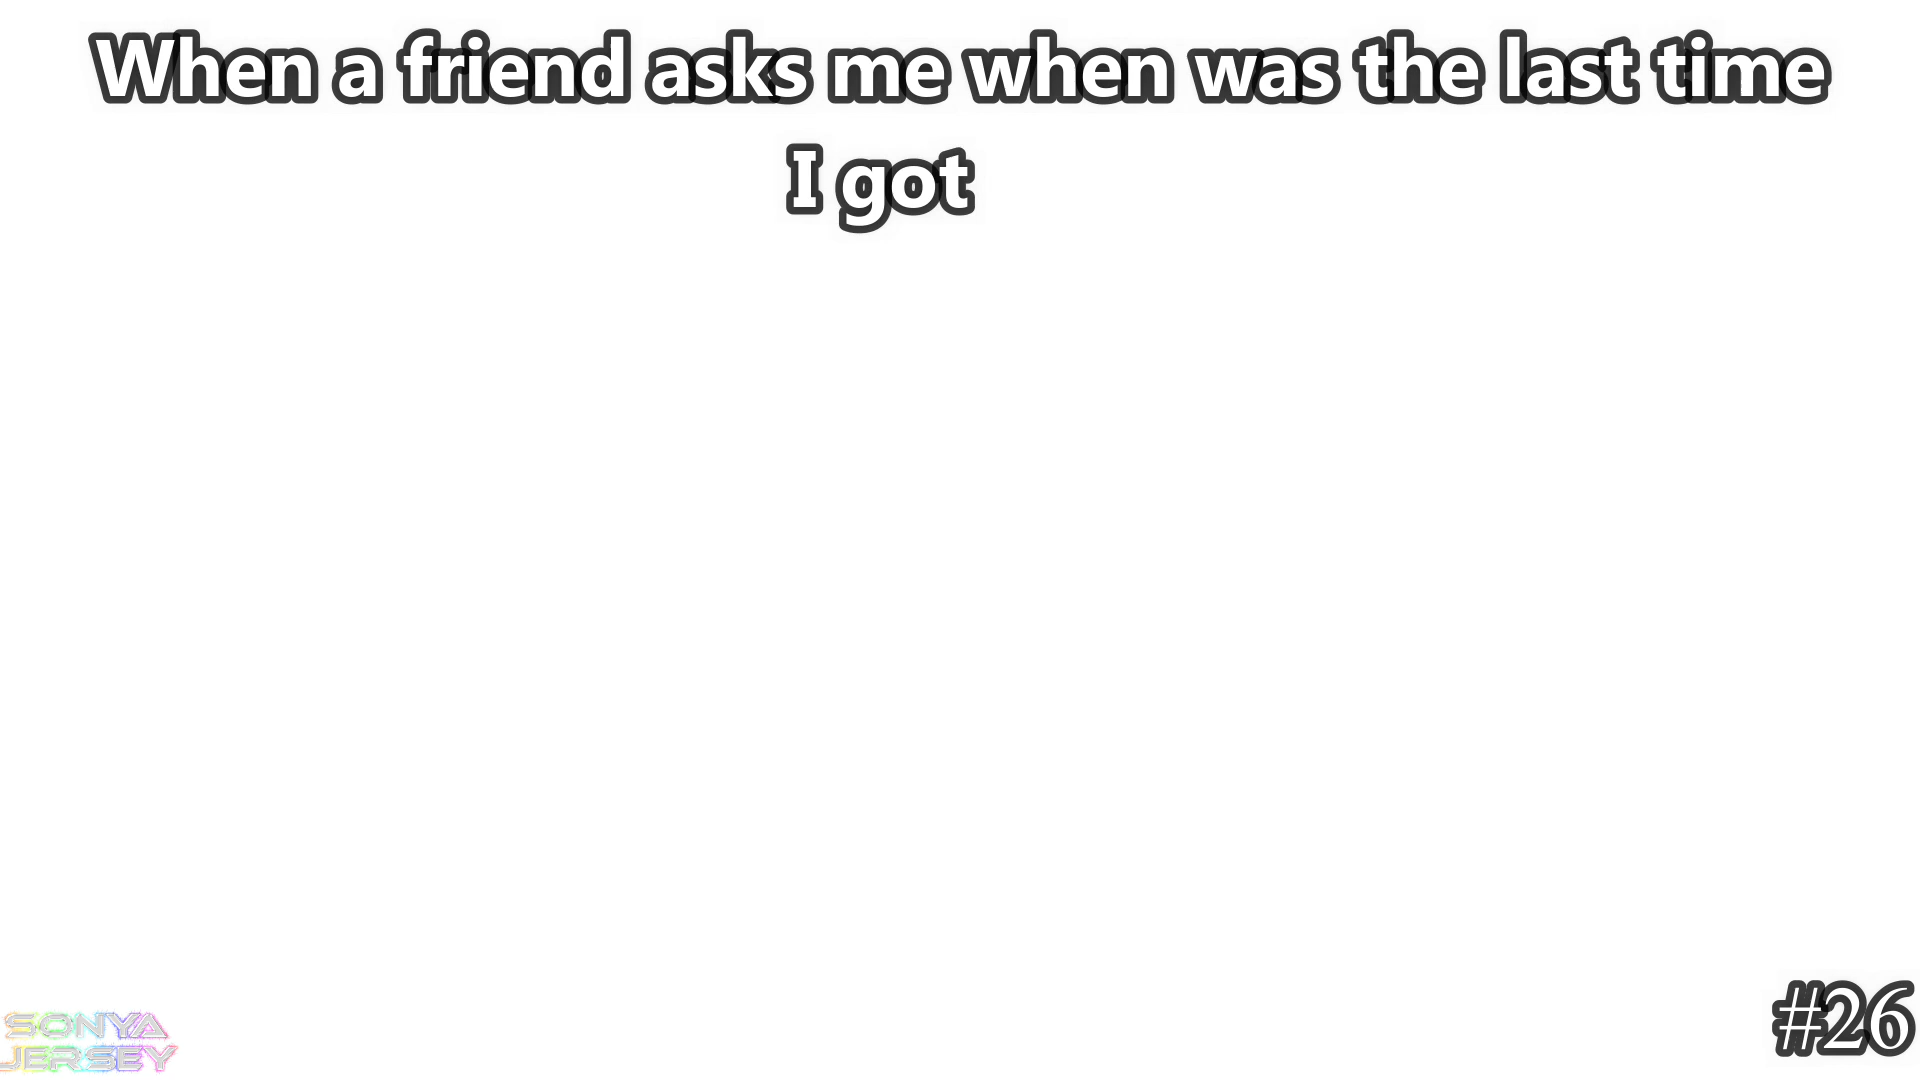 When a friend asks me when was the last time
I got
SONYA
JERSEY
#26